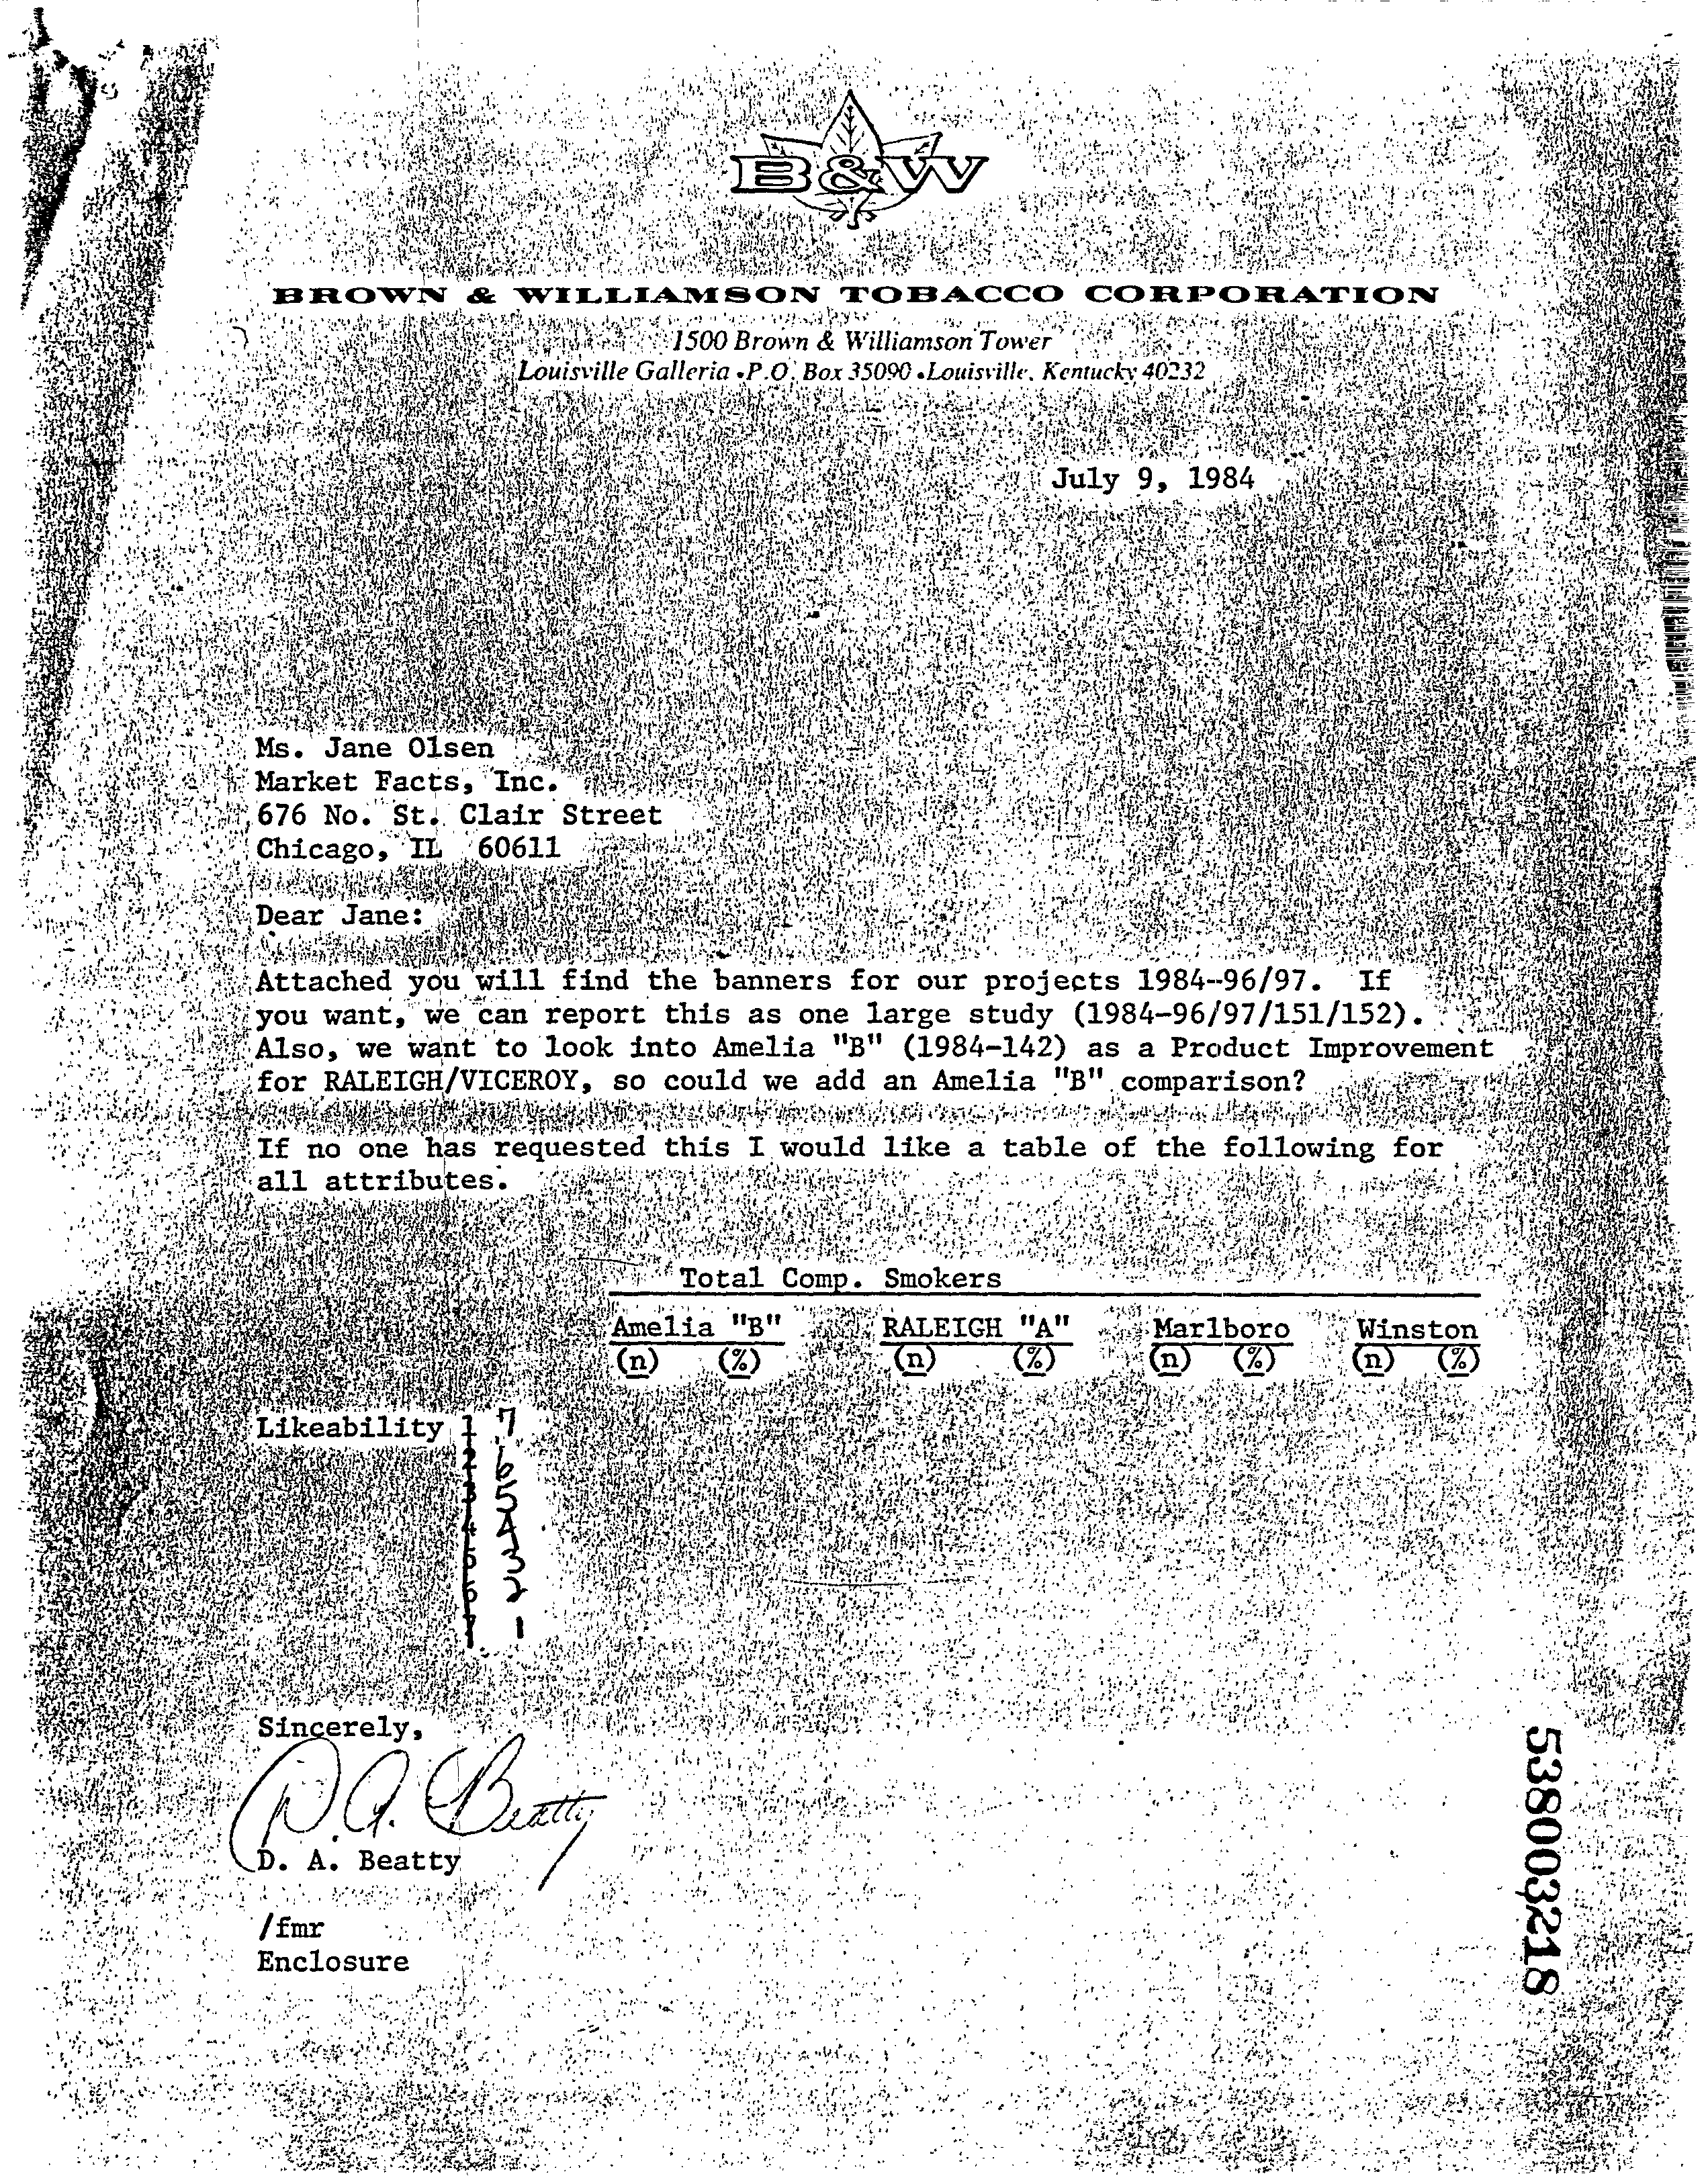 B&W
BROWN & WILLIAMSON TOBACCO CORPORATION
1500 Brown & Williamson Tower
Louisville Galleria • P.O. Box 35090 • Louisville, Kentucky 40232
July 9, 1984
Ms. Jane Olsen
Market Facts, Inc.
676 No. St. Clair Street
Chicago, IL 60611
Dear Jane:
Attached you will find the banners for our projects 1984-96/97. If
you want, we can report this as one large study (1984-96/97/151/152).
Also, we want to look into Amelia "B" (1984-142) as a Product Improvement
for RALEIGH/VICEROY, so could we add an Amelia "B" comparison?
If no one has requested this I would like a table of the following for
all attributes.
Total Comp. Smokers
Amelia "B" RALEIGH "A" Marlboro Winston
(n) (%) (n) (%) (n) (%) (n) (%)
Likeability 1 7
2 6
3 5
4 4
5 3
6 2
7 1
Sincerely,
D. A. Beatty
D. A. Beatty
/fmr
Enclosure
538003218